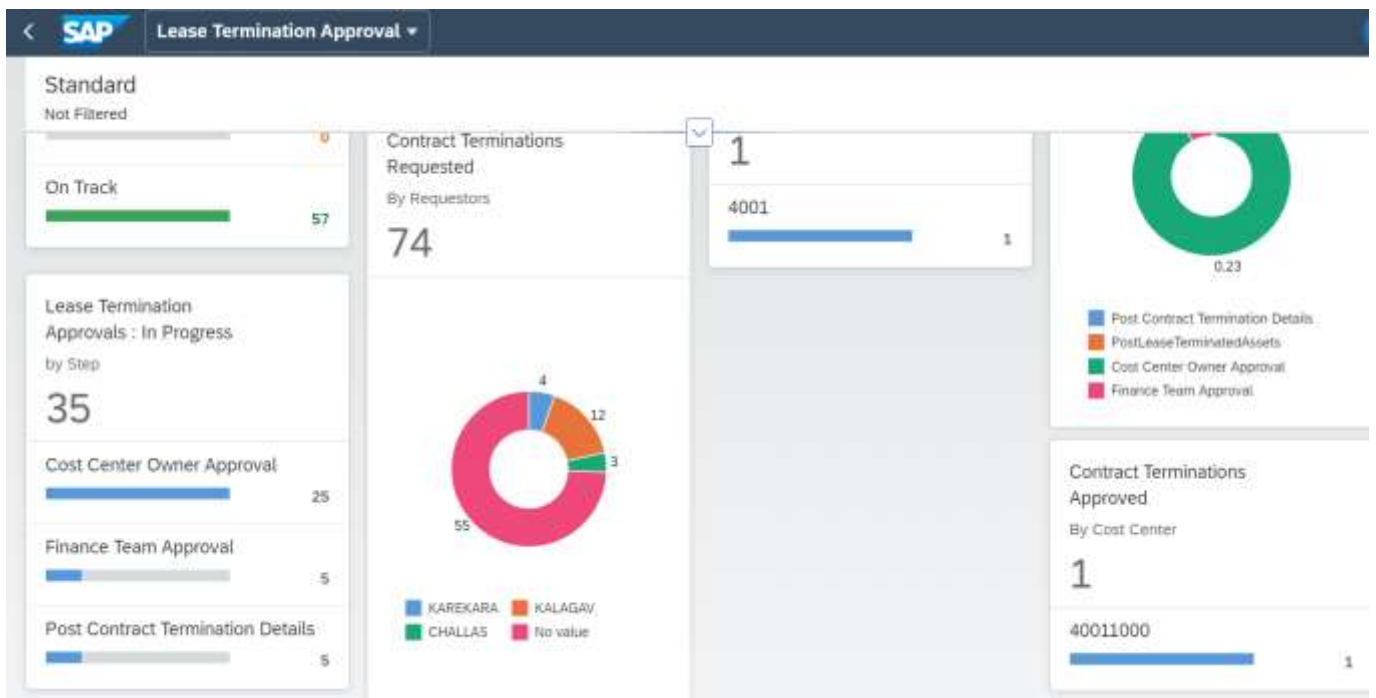 SAP
Lease Termination Approval
Standard
Not Filtered
0
On Track
57
Lease Termination
Approvals : In Progress
by Step
35
Cost Center Owner Approval
25
Finance Team Approval
5
Post Contract Termination Details
5
Contract Terminations
Requested
By Requestors
74
4
12
3
55
KAREKARA KALAGAV
CHALLAS No value
1
4001
1
0.23
Post Contract Termination Details
PostLeaseTerminatedAssets
Cost Center Owner Approval
Finance Team Approval
Contract Terminations
Approved
By Cost Center
1
40011000
1